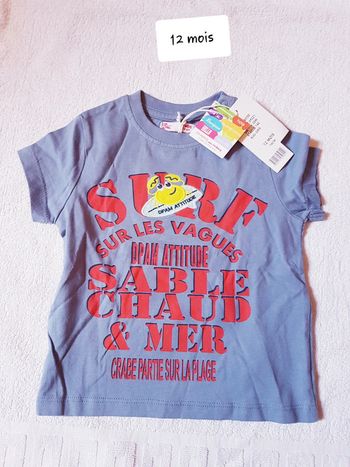 12 mois
SURF
DPAM ATTITUDE
SUR LES VAGUES
DPAM ATTITUDE
SABLE
CHAUD
& MER
CRABE PARTIE SUR LA PLAGE